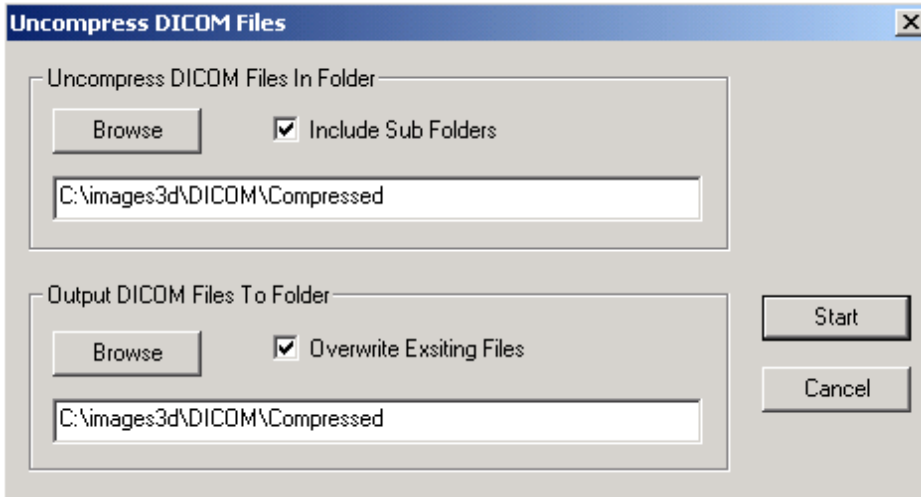 Uncompress DICOM Files
Uncompress DICOM Files In Folder
Browse
Include Sub Folders
C:\images3d\DICOM\Compressed
Output DICOM Files To Folder
Browse
Overwrite Exsiting Files
C:\images3d\DICOM\Compressed
Start
Cancel